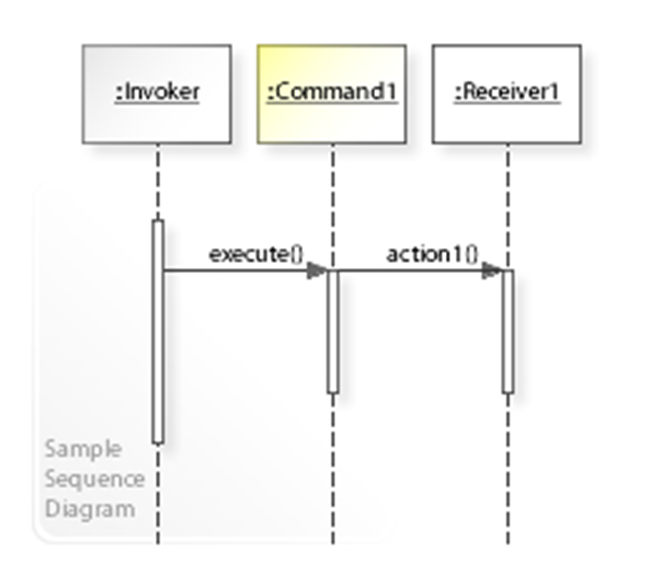 :Invoker
:Command1
:Receiver1
execute()
action1()
Sample
Sequence
Diagram